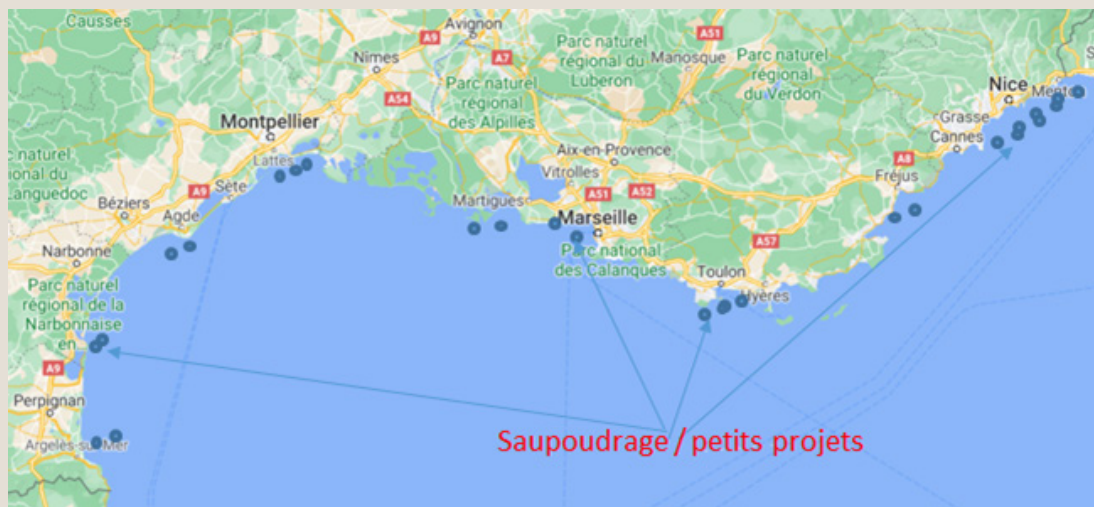 Causses
Avignon
A9
A7
Nîmes
Parc naturel
régional du
Luberon
A51
Manosque
Parc naturel
régional
du Verdon
Nice
A54
Parc naturel
régional
des Alpilles
Montpellier
Lattes
Grasse
Cannes
Aix-en-Provence
Vitrolles
A8
Fréjus
A9
Sète
A51
A52
Béziers
Agde
Martigues
Marseille
Narbonne
Parc national
des Calanques
A57
Toulon
Hyères
Parc naturel
régional de la
Narbonnaise
en
A9
Perpignan
Argelès-sur-Mer
Saupoudrage / petits projets